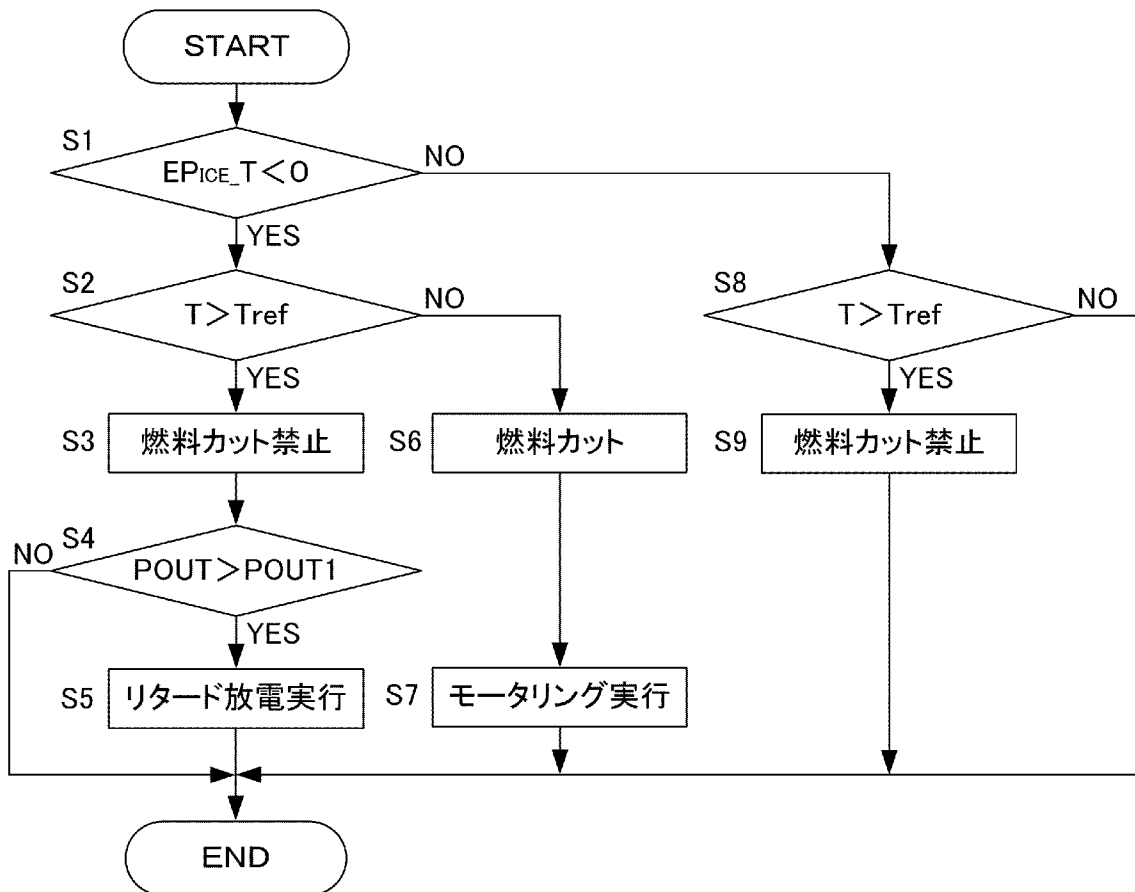 START
S1
EPICE_T<0
NO
YES
S2
T>Tref
NO
S8
T>Tref
NO
YES
YES
S3
燃料カット禁止
S6
燃料カット
S9
燃料カット禁止
S4
NO
POUT>POUT1
YES
S5
リタード放電実行
S7
モータリング実行
END